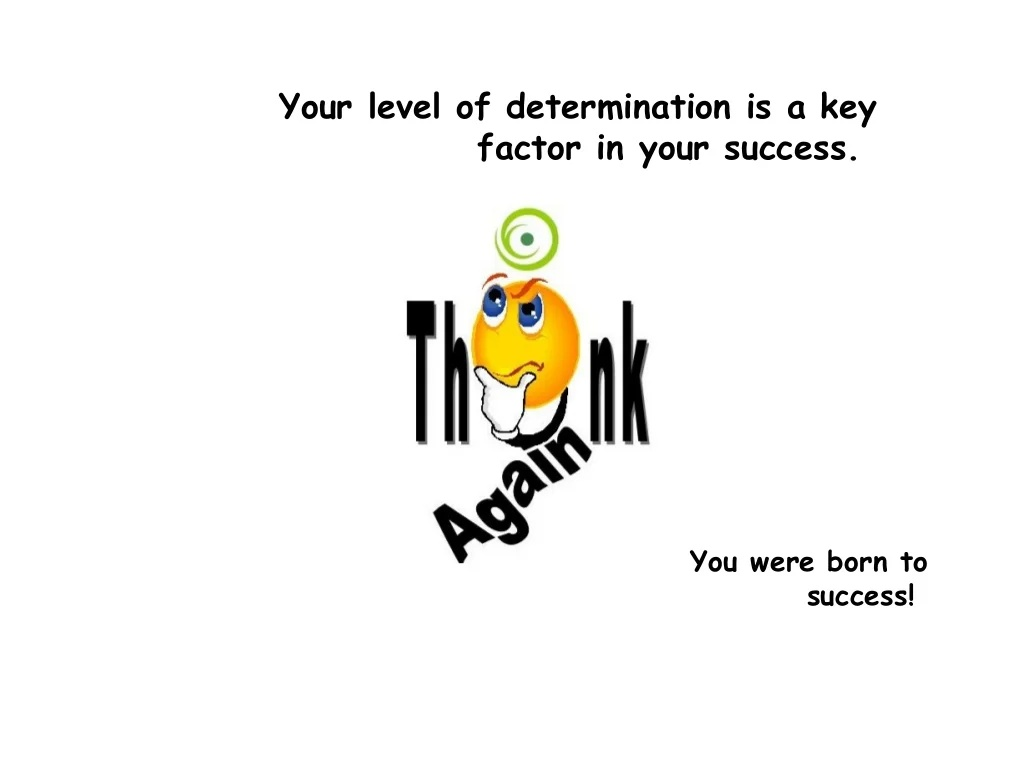 Your level of determination is a key
factor in your success.
Think
Again
You were born to
success!